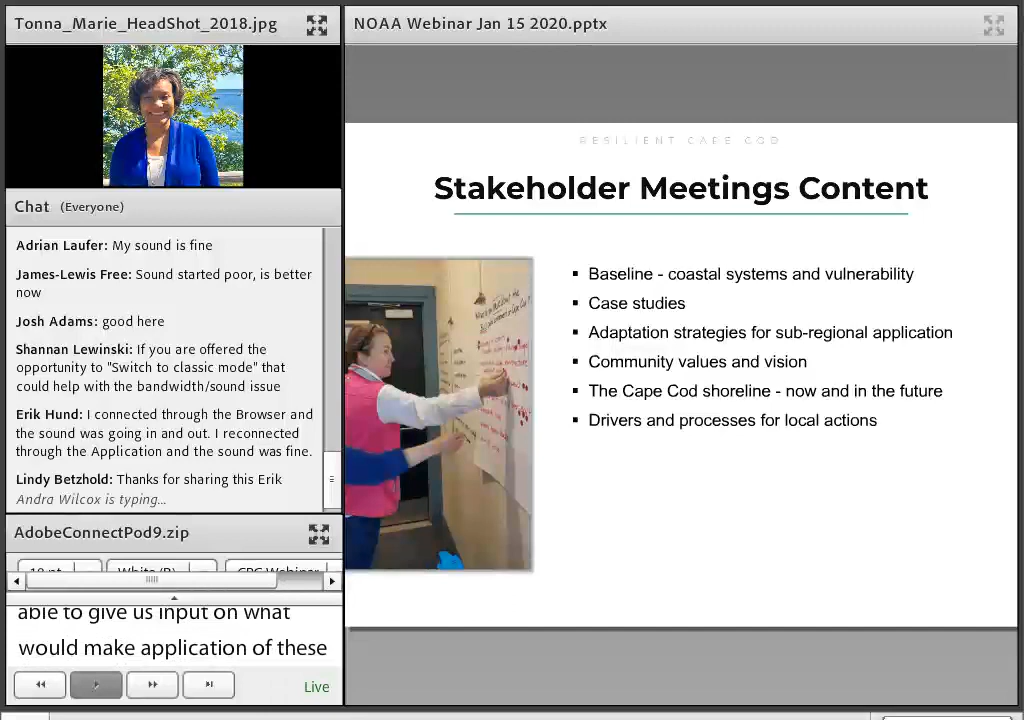 Tonna_Marie_HeadShot_2018.jpg
NOAA Webinar Jan 15 2020.pptx
Chat (Everyone)
Adrian Laufer: My sound is fine
James-Lewis Free: Sound started poor, is better
now
Josh Adams: good here
Shannan Lewinski: If you are offered the
opportunity to "Switch to classic mode" that
could help with the bandwidth/sound issue
Erik Hund: I connected through the Browser and
the sound was going in and out. I reconnected
through the Application and the sound was fine.
Lindy Betzhold: Thanks for sharing this Erik
Andra Wilcox is typing...
AdobeConnectPod9.zip
able to give us input on what
would make application of these
Live
RESILIENT CAPE COD
Stakeholder Meetings Content
▪ Baseline - coastal systems and vulnerability
▪ Case studies
▪ Adaptation strategies for sub-regional application
▪ Community values and vision
▪ The Cape Cod shoreline - now and in the future
▪ Drivers and processes for local actions